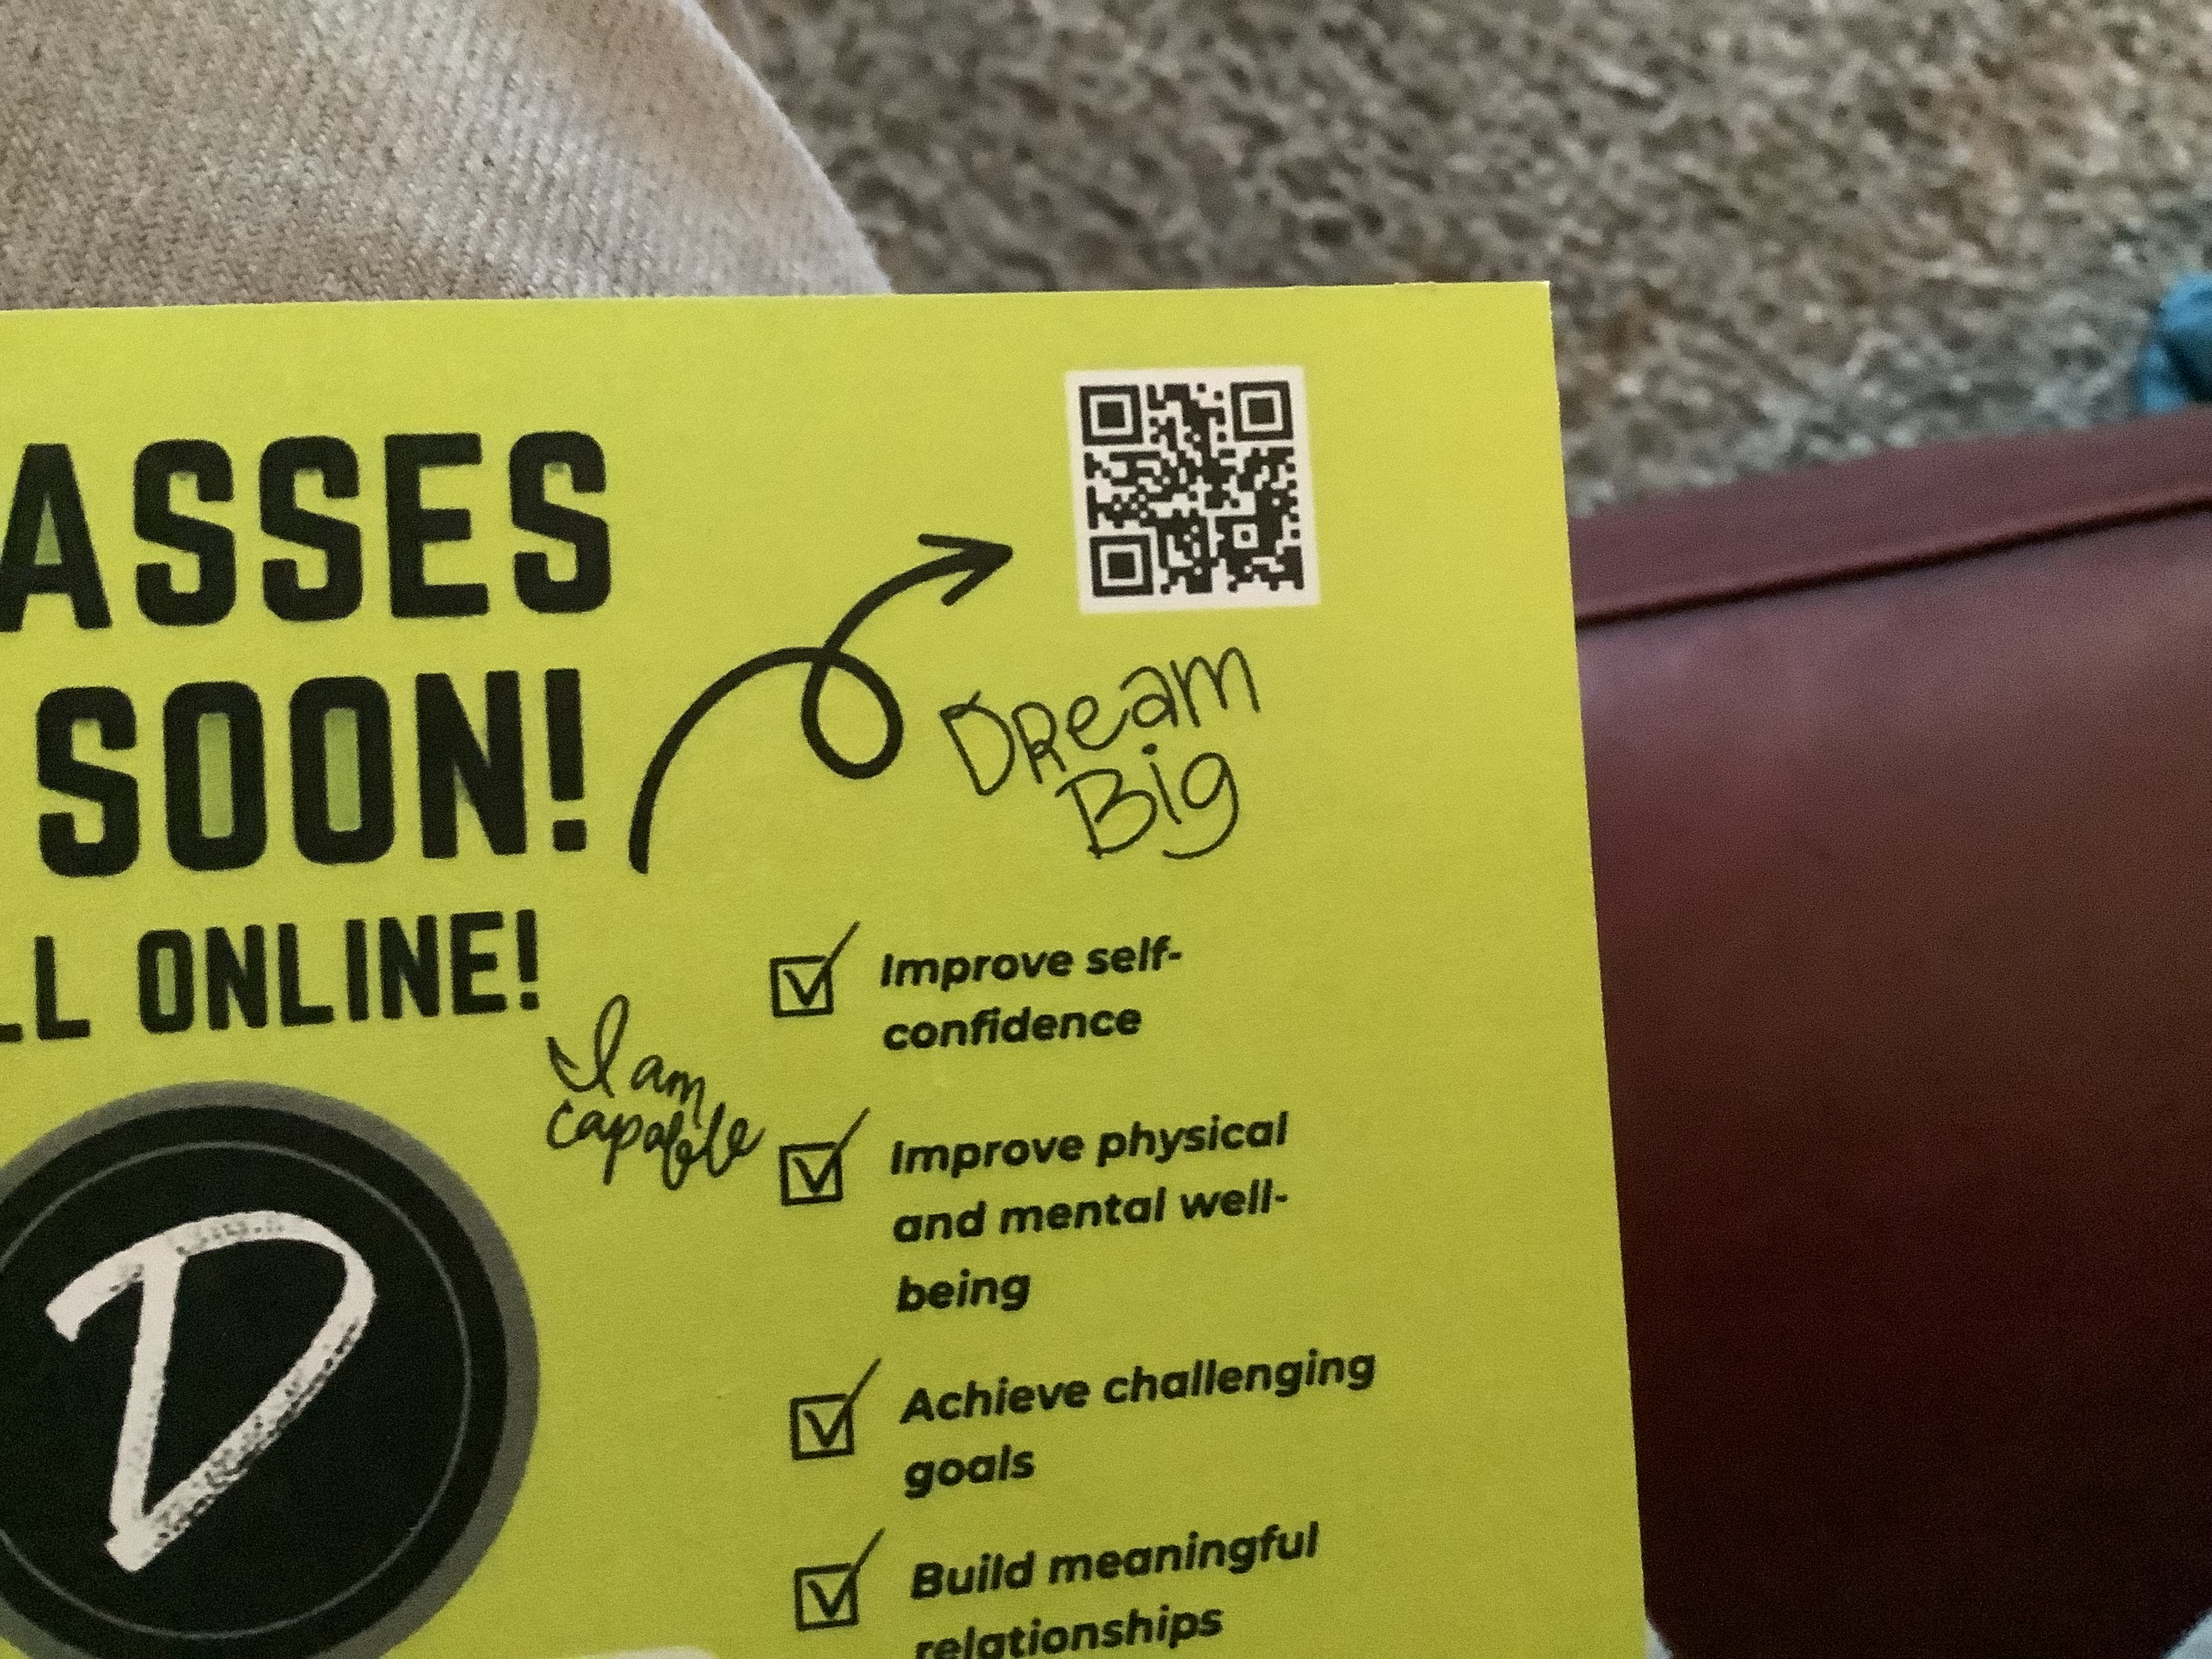 ASSES
SOON!
LL ONLINE!
D
Dream
Big
I am
capable
Improve self-
confidence
Improve physical
and mental well-
being
Achieve challenging
goals
Build meaningful
relationships